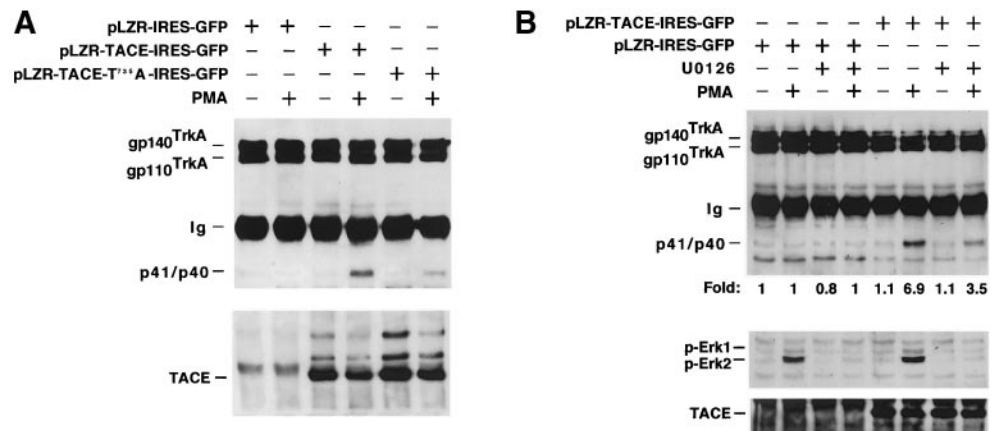 A
pLZR-IRES-GFP + + – – – –
pLZR-TACE-IRES-GFP – – + + – –
pLZR-TACE-T⁷³⁵A-IRES-GFP – – – – + +
PMA – + – + – +
gp140TrkA –
gp110TrkA –
Ig –
p41/p40 –
TACE –
B
pLZR-TACE-IRES-GFP – – – – + + + +
pLZR-IRES-GFP + + + + – – – –
U0126 – – + + – – + +
PMA – + – + – + – +
gp140TrkA –
gp110TrkA –
Ig –
p41/p40 –
Fold: 1 1 0.8 1 1.1 6.9 1.1 3.5
p-Erk1 –
p-Erk2 –
TACE –